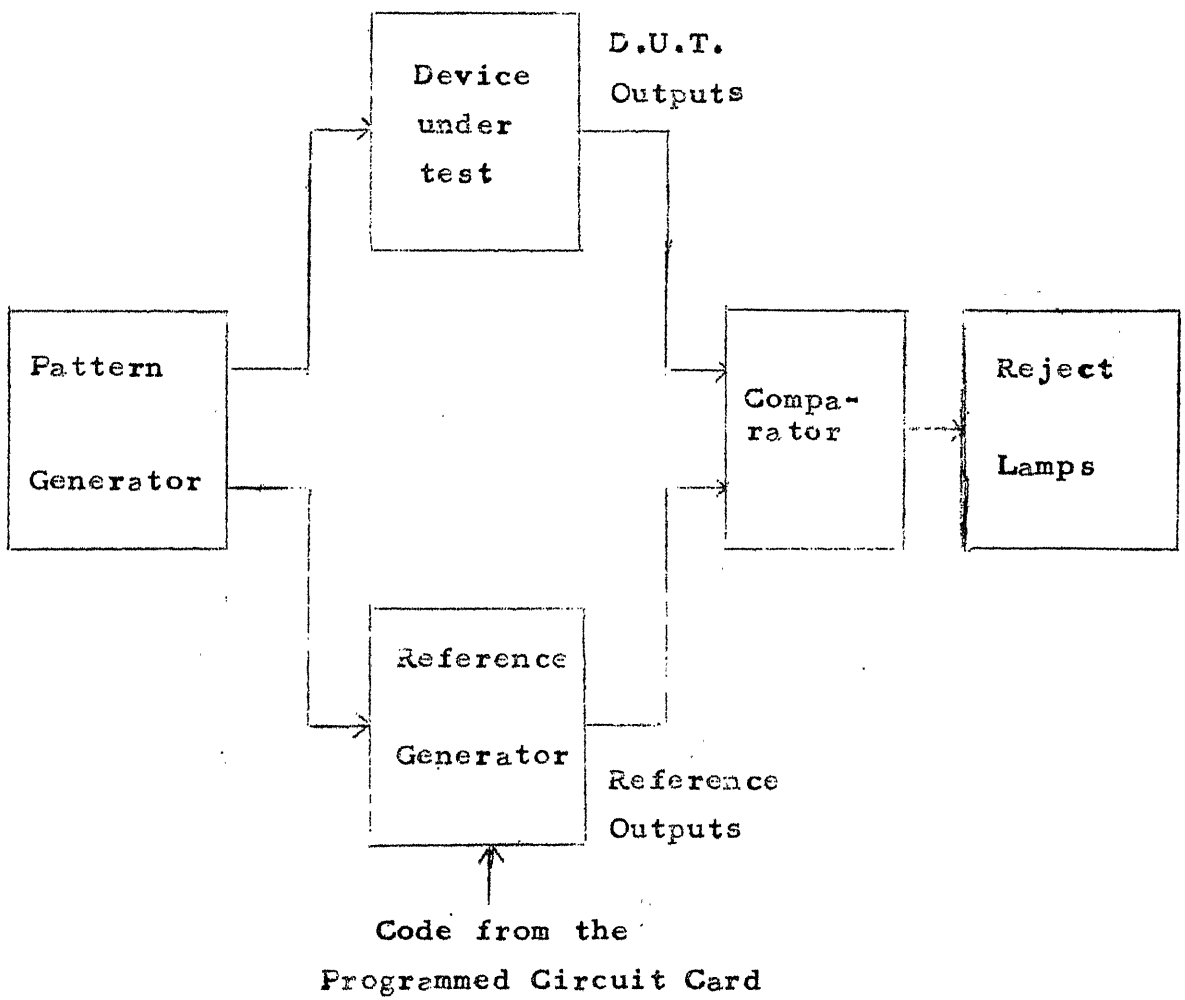 Device
under
test
D.U.T.
Outputs
Pattern
Generator
Compa-
rator
Reject
Lamps
Reference
Generator
Reference
Outputs
Code from the
Programmed Circuit Card